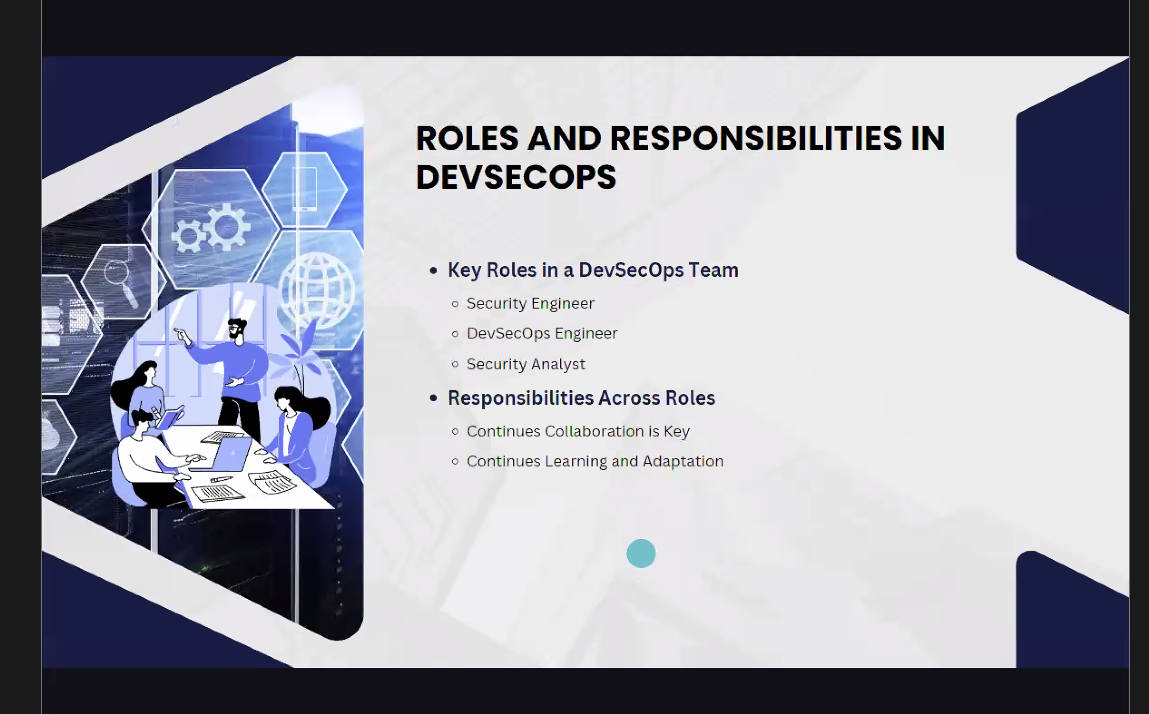 ROLES AND RESPONSIBILITIES IN
DEVSECOPS
Key Roles in a DevSecOps Team
Security Engineer
DevSecOps Engineer
Security Analyst
Responsibilities Across Roles
Continues Collaboration is Key
Continues Learning and Adaptation